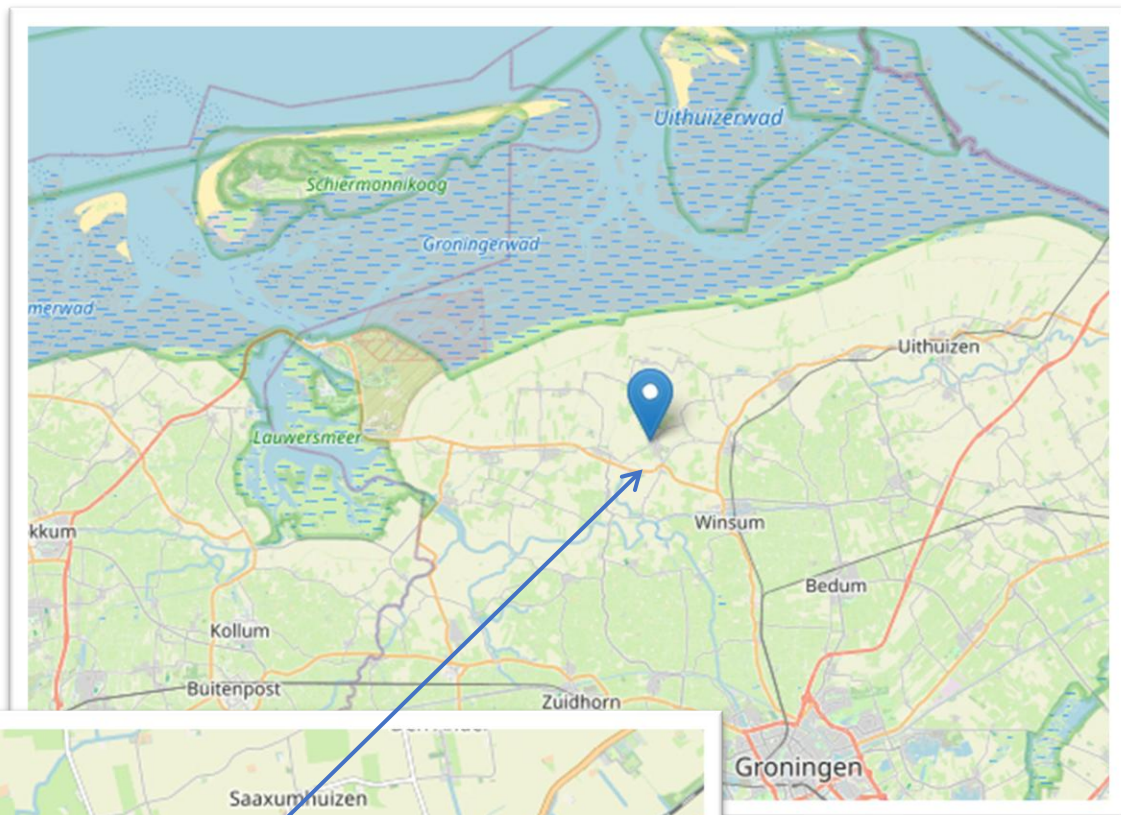 Uithuizerwad
Schiermonnikoog
Groningerwad
merwad
Uithuizen
Lauwersmeer
Winsum
kkum
Bedum
Kollum
Buitenpost
Zuidhorn
Groningen
Saaxumhuizen